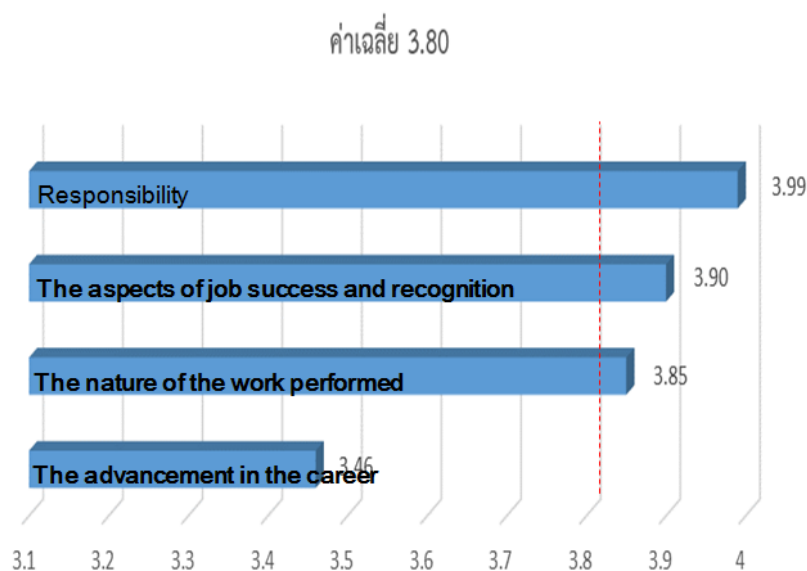 ค่าเฉลี่ย 3.80
Responsibility
3.99
The aspects of job success and recognition
3.90
The nature of the work performed
3.85
The advancement in the career
3.46
3.1 3.2 3.3 3.4 3.5 3.6 3.7 3.8 3.9 4